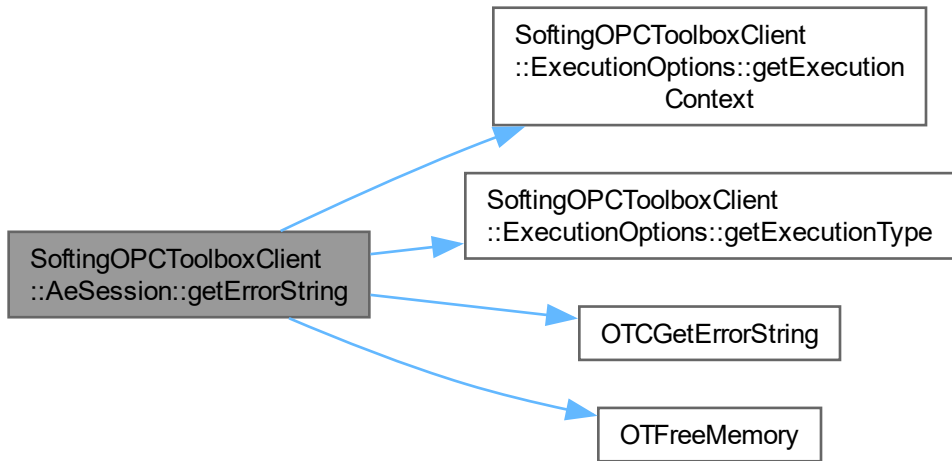 SoftingOPCToolboxClient
::ExecutionOptions::getExecution
Context
SoftingOPCToolboxClient
::ExecutionOptions::getExecutionType
SoftingOPCToolboxClient
::AeSession::getErrorString
OTCGetErrorString
OTFreeMemory